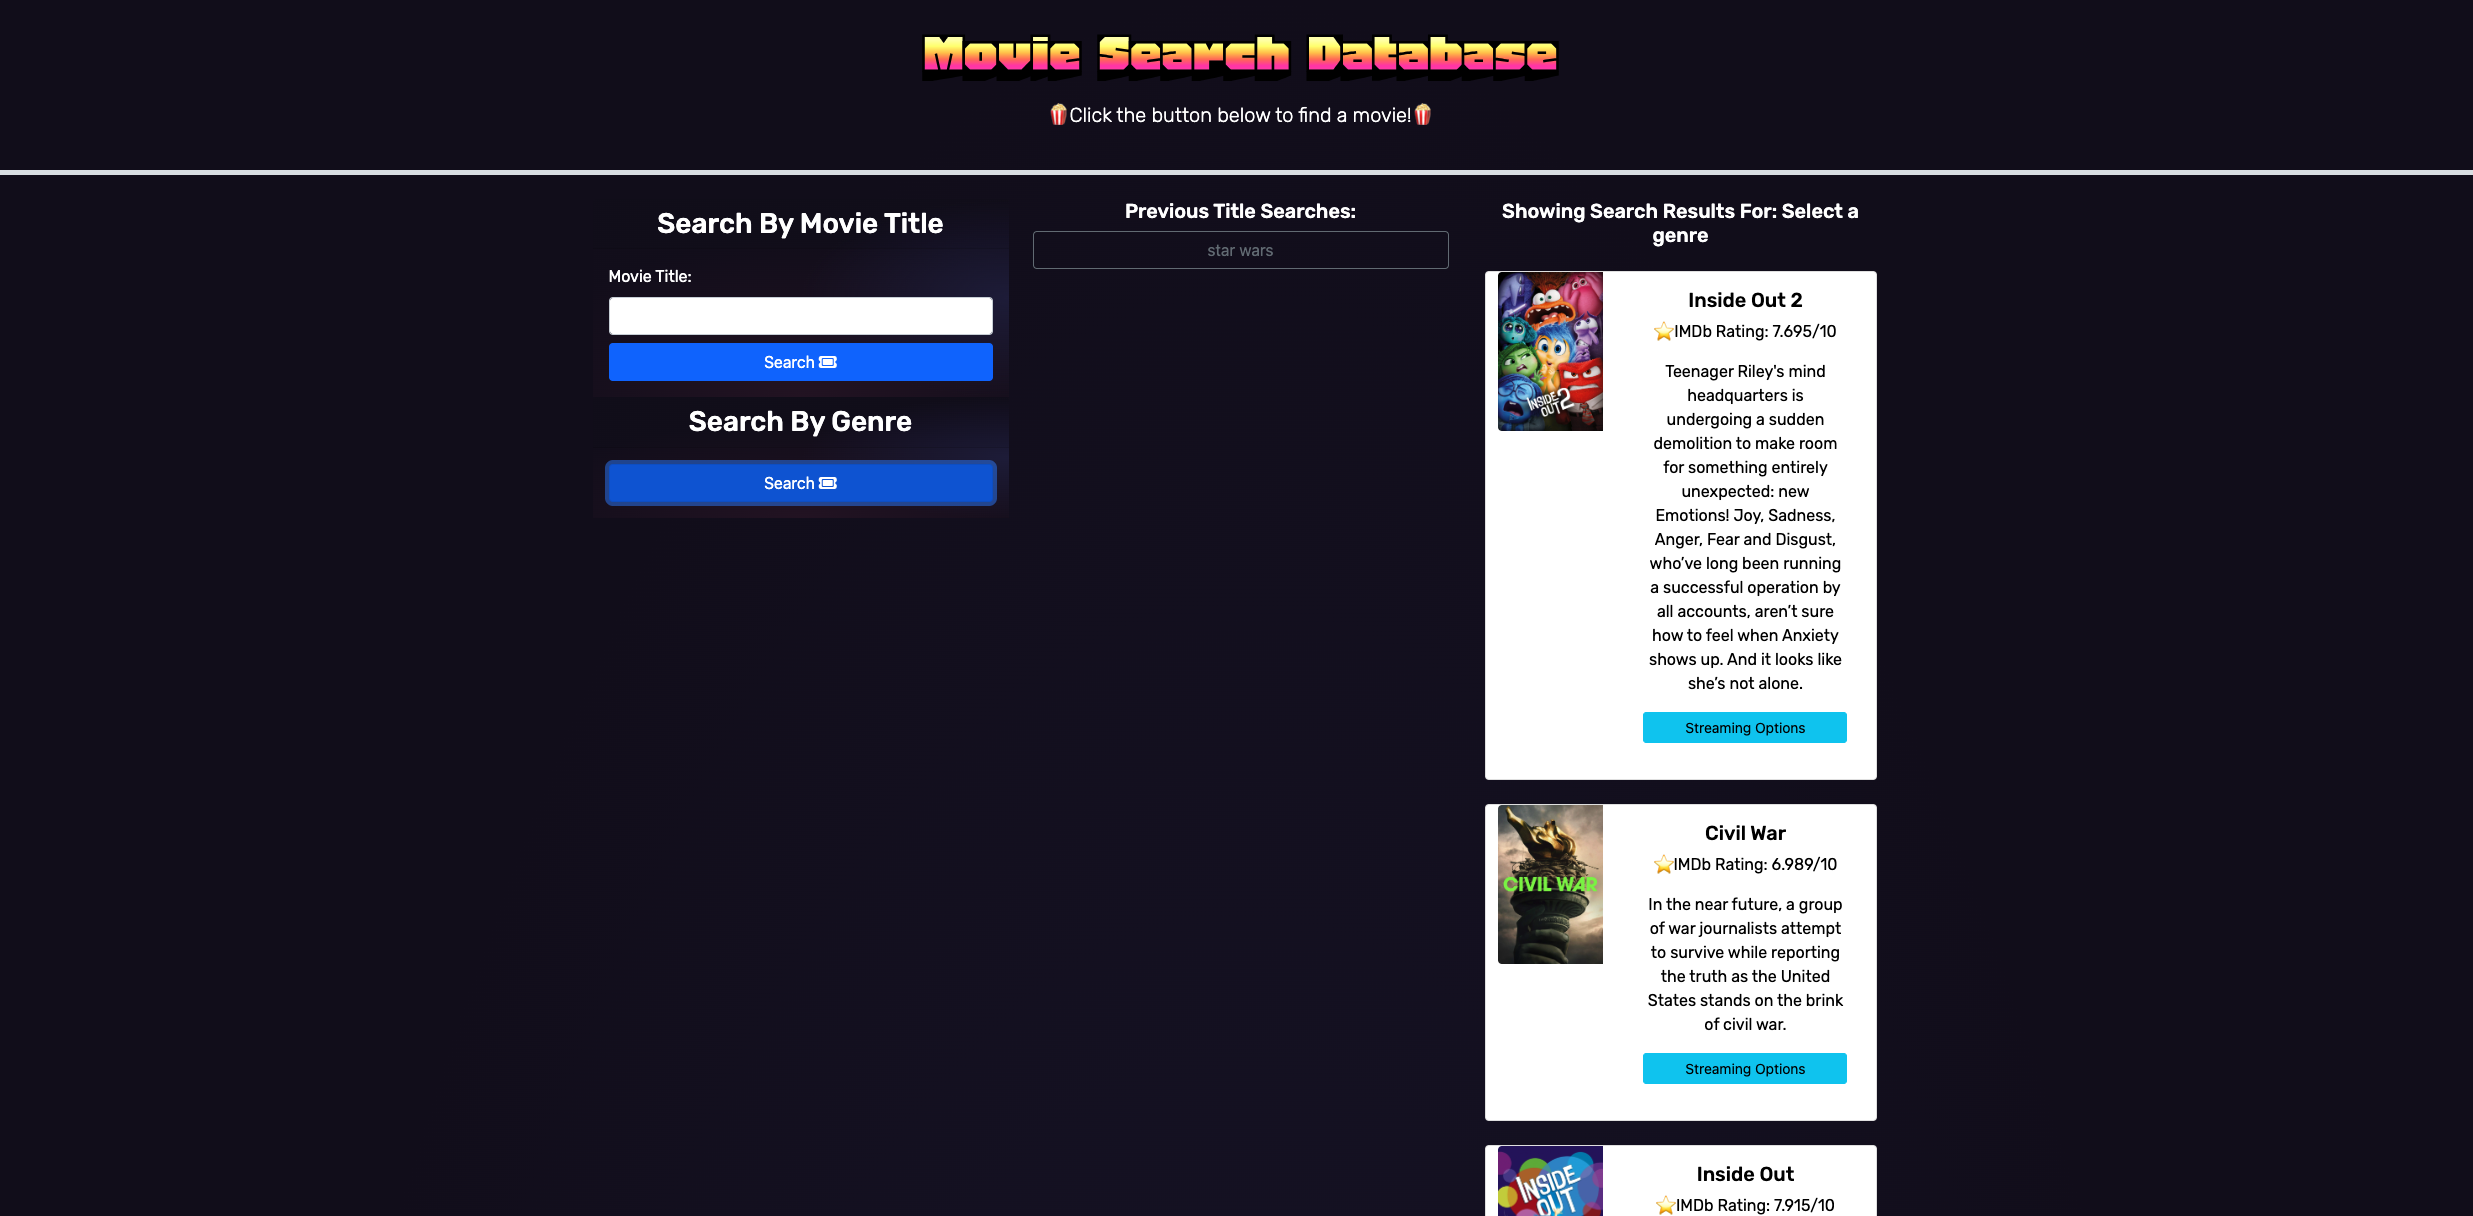 Movie Search Database
🍿Click the button below to find a movie!🍿
Search By Movie Title
Movie Title:
Search
Search By Genre
Search
Previous Title Searches:
star wars
Showing Search Results For: Select a
genre
INSIDE
OUT 2
Inside Out 2
⭐IMDb Rating: 7.695/10
Teenager Riley's mind
headquarters is
undergoing a sudden
demolition to make room
for something entirely
unexpected: new
Emotions! Joy, Sadness,
Anger, Fear and Disgust,
who’ve long been running
a successful operation by
all accounts, aren’t sure
how to feel when Anxiety
shows up. And it looks like
she’s not alone.
Streaming Options
CIVIL WAR
Civil War
⭐IMDb Rating: 6.989/10
In the near future, a group
of war journalists attempt
to survive while reporting
the truth as the United
States stands on the brink
of civil war.
Streaming Options
INSIDE
OUT
Inside Out
⭐IMDb Rating: 7.915/10